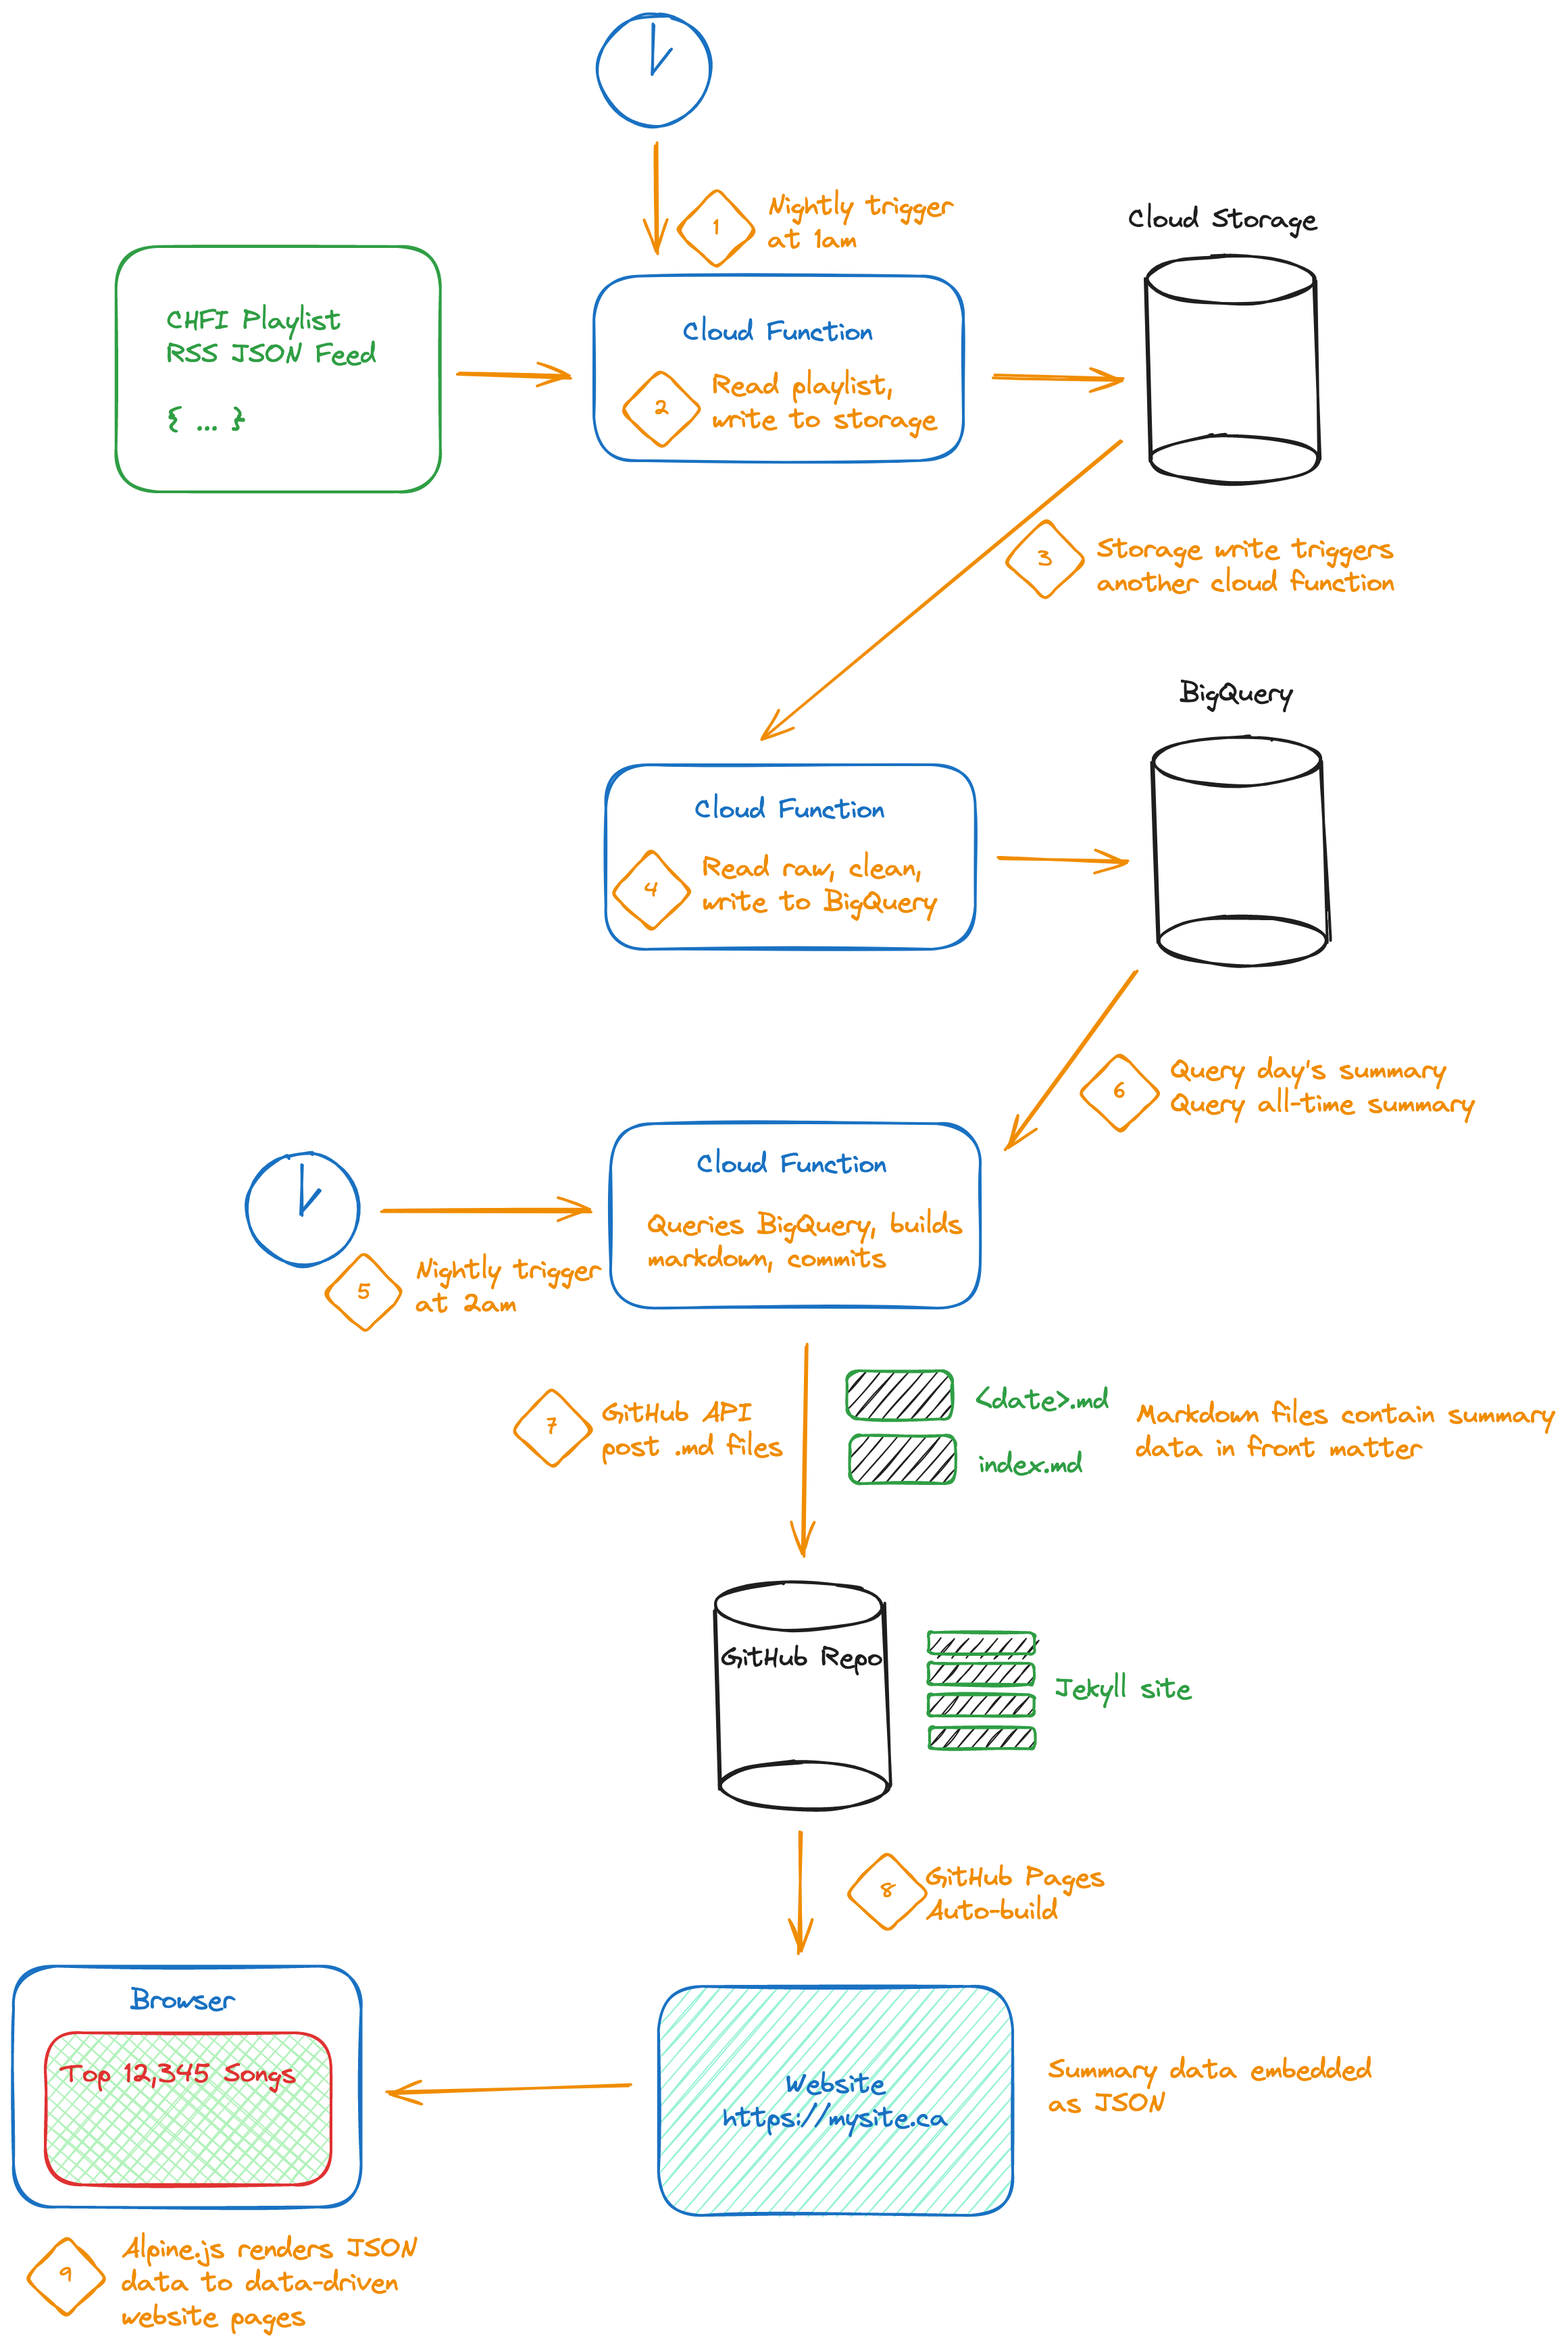 1
Nightly trigger
at 1am
Cloud Storage
CHFI Playlist
RSS JSON Feed
{ ... }
Cloud Function
2
Read playlist,
write to storage
3
Storage write triggers
another cloud function
BigQuery
Cloud Function
4
Read raw, clean,
write to BigQuery
6
Query day's summary
Query all-time summary
Cloud Function
Queries BigQuery, builds
markdown, commits
5
Nightly trigger
at 2am
7
GitHub API
post .md files
<date>.md
index.md
Markdown files contain summary
data in front matter
GitHub Repo
Jekyll site
8
GitHub Pages
Auto-build
Browser
Top 12,345 Songs
Website
https://mysite.ca
Summary data embedded
as JSON
9
Alpine.js renders JSON
data to data-driven
website pages